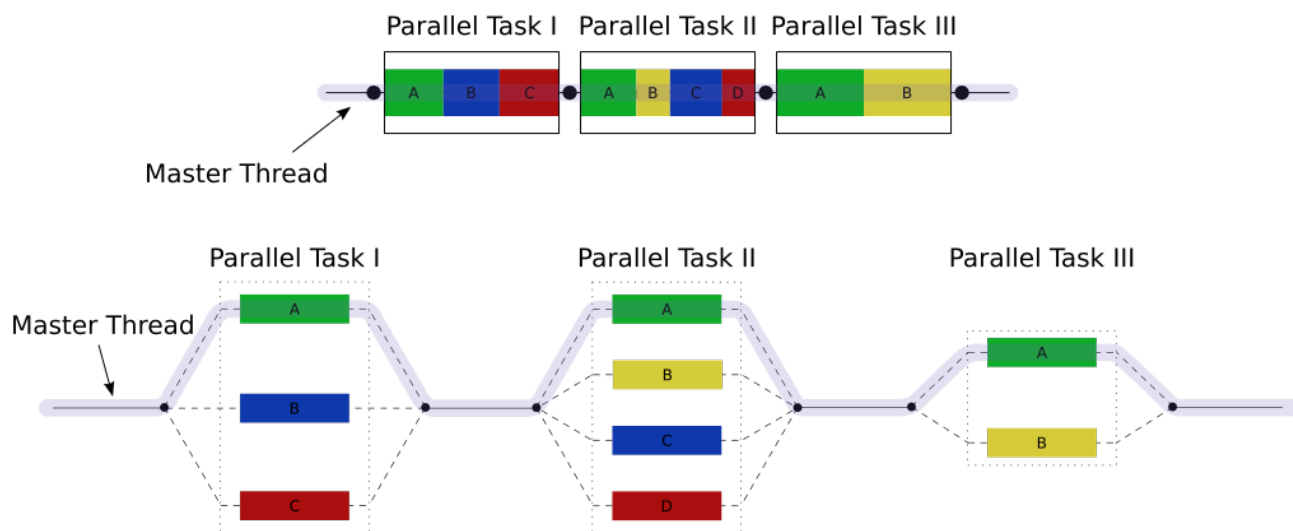 Parallel Task I Parallel Task II Parallel Task III
A B C A B C D A B
Master Thread
Parallel Task I Parallel Task II Parallel Task III
A A
Master Thread
A
B
B
C
B
C D